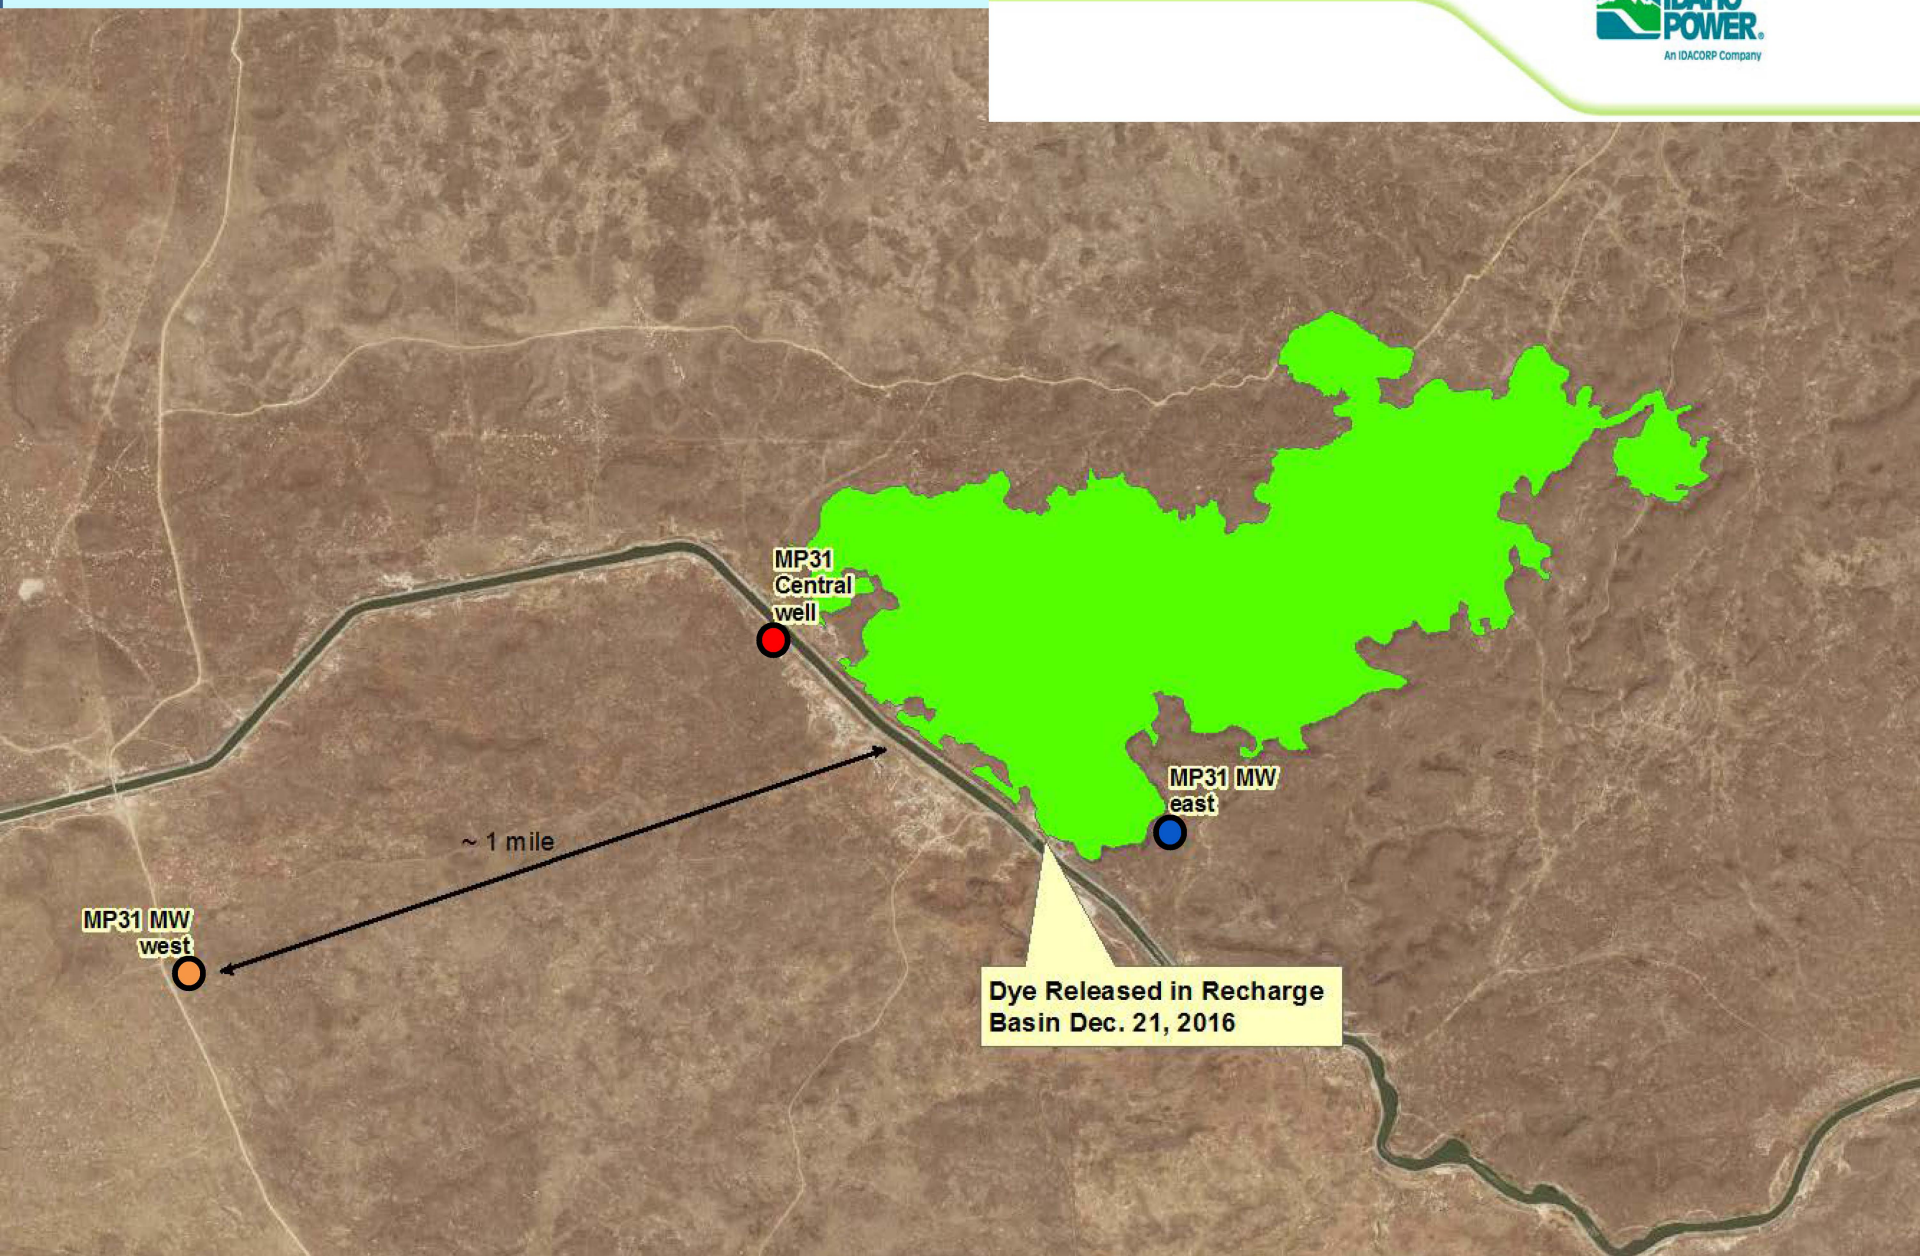 IDAHO
POWER®
An IDACORP Company
MP31
Central
well
MP31 MW
east
~ 1 mile
MP31 MW
west
Dye Released in Recharge
Basin Dec. 21, 2016